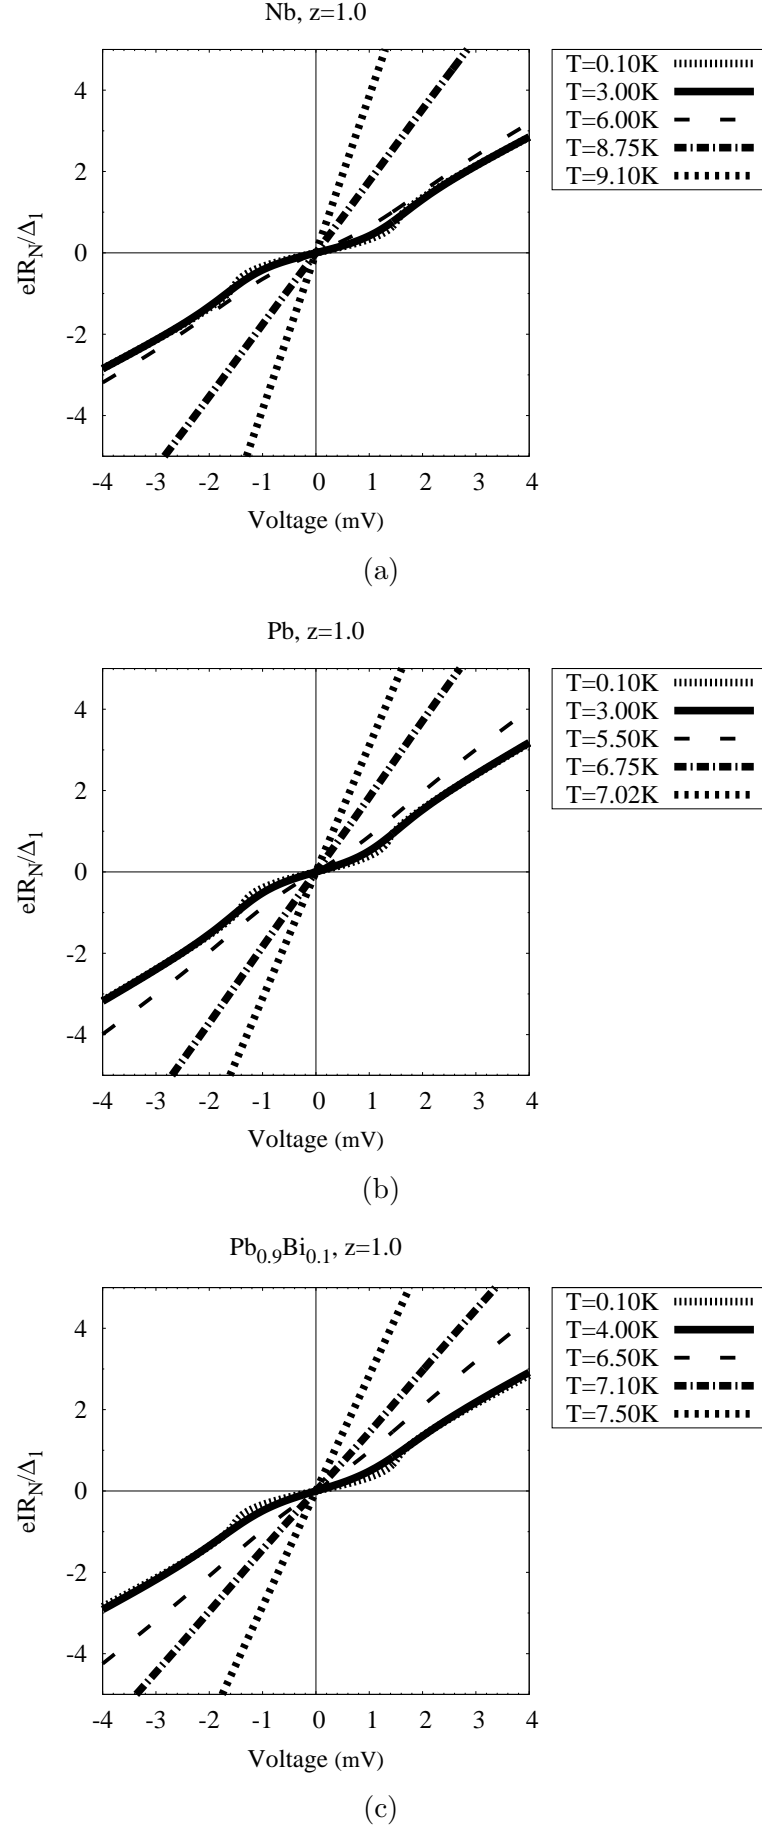 Nb, z=1.0
T=0.10K
T=3.00K
T=6.00K
T=8.75K
T=9.10K
4
2
0
-2
-4
eIR_N/Δ_1
-4 -3 -2 -1 0 1 2 3 4
Voltage (mV)
(a)
Pb, z=1.0
T=0.10K
T=3.00K
T=5.50K
T=6.75K
T=7.02K
4
2
0
-2
-4
eIR_N/Δ_1
-4 -3 -2 -1 0 1 2 3 4
Voltage (mV)
(b)
Pb_0.9Bi_0.1, z=1.0
T=0.10K
T=4.00K
T=6.50K
T=7.10K
T=7.50K
4
2
0
-2
-4
eIR_N/Δ_1
-4 -3 -2 -1 0 1 2 3 4
Voltage (mV)
(c)